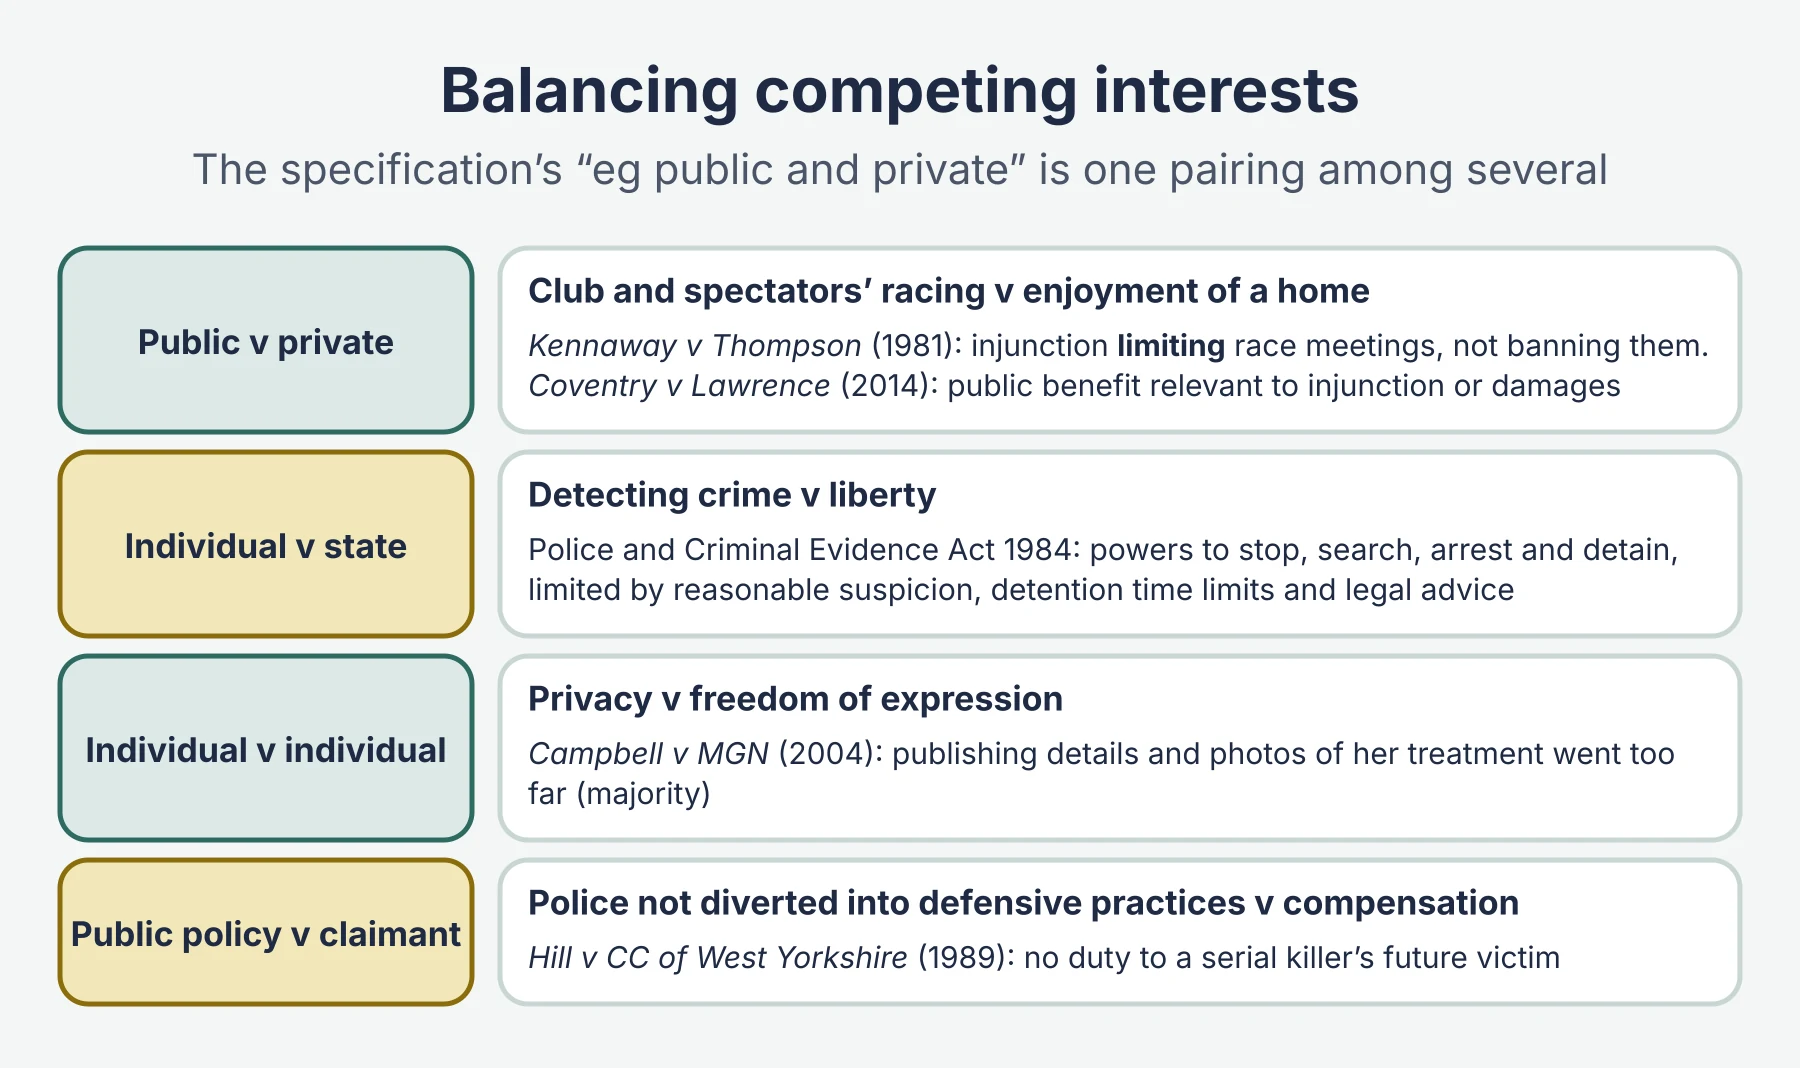 Balancing competing interests
The specification’s “eg public and private” is one pairing among several
Public v private
Club and spectators’ racing v enjoyment of a home
Kennaway v Thompson (1981): injunction limiting race meetings, not banning them.
Coventry v Lawrence (2014): public benefit relevant to injunction or damages
Individual v state
Detecting crime v liberty
Police and Criminal Evidence Act 1984: powers to stop, search, arrest and detain,
limited by reasonable suspicion, detention time limits and legal advice
Individual v individual
Privacy v freedom of expression
Campbell v MGN (2004): publishing details and photos of her treatment went too
far (majority)
Public policy v claimant
Police not diverted into defensive practices v compensation
Hill v CC of West Yorkshire (1989): no duty to a serial killer’s future victim